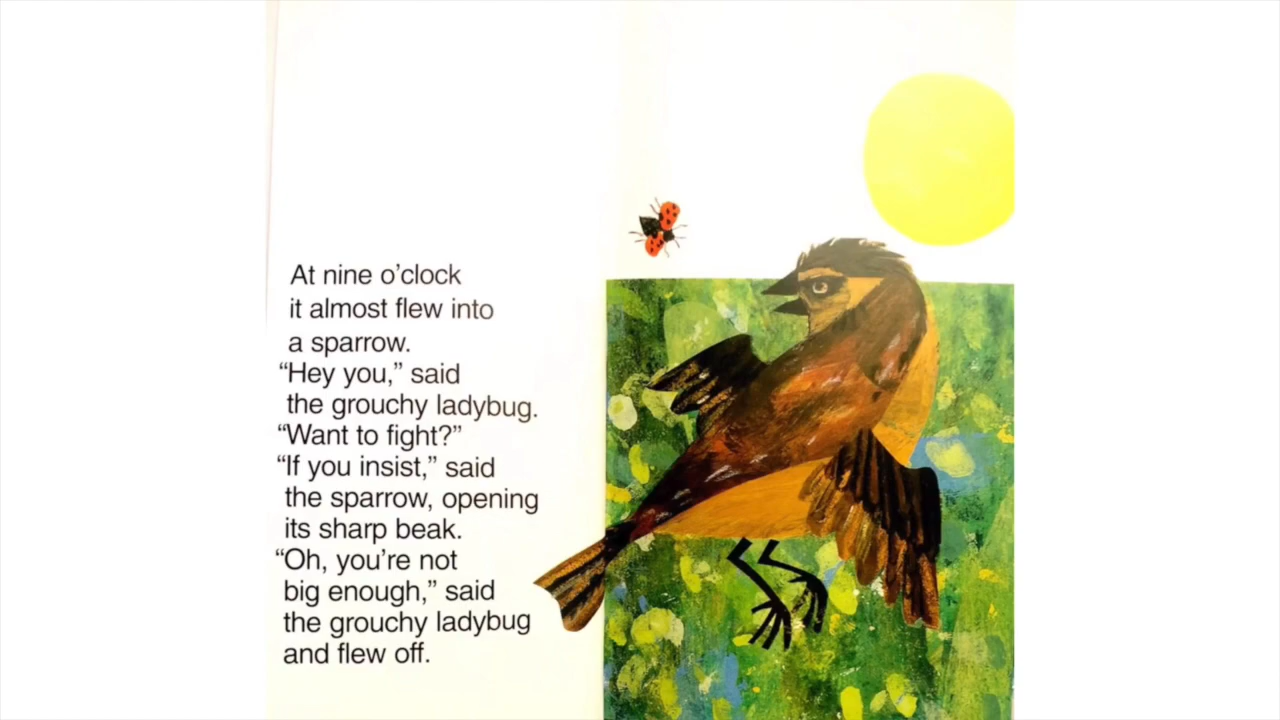 At nine o’clock
it almost flew into
a sparrow.
“Hey you,” said
the grouchy ladybug.
“Want to fight?”
“If you insist,” said
the sparrow, opening
its sharp beak.
“Oh, you’re not
big enough,” said
the grouchy ladybug
and flew off.